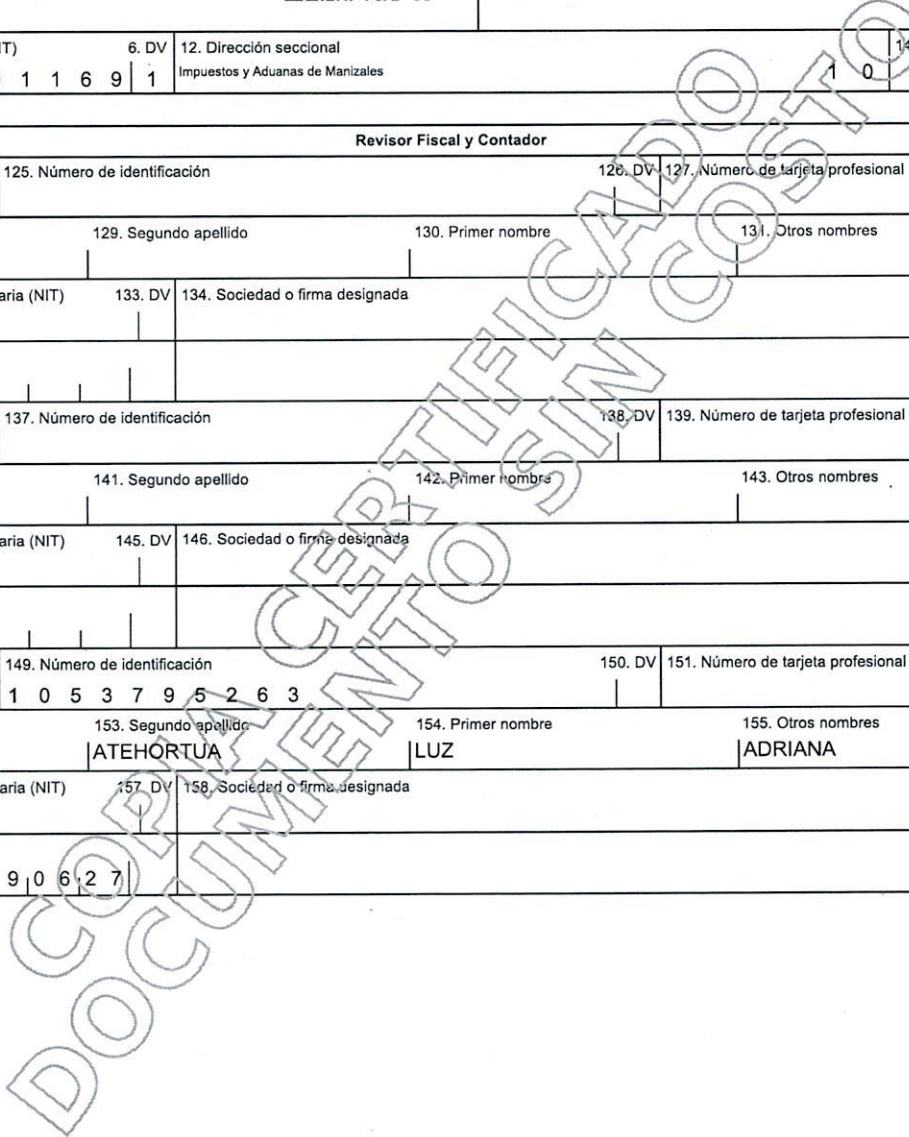 IT) 6. DV 12. Dirección seccional
1 1 6 9 1 Impuestos y Aduanas de Manizales 1 0
Revisor Fiscal y Contador
125. Número de identificación 126. DV 127. Número de tarjeta profesional
129. Segundo apellido 130. Primer nombre 131. Otros nombres
aria (NIT) 133. DV 134. Sociedad o firma designada
137. Número de identificación 138. DV 139. Número de tarjeta profesional
141. Segundo apellido 142. Primer nombre 143. Otros nombres
aria (NIT) 145. DV 146. Sociedad o firma designada
149. Número de identificación 150. DV 151. Número de tarjeta profesional
1 0 5 3 7 9 5 2 6 3
153. Segundo apellido 154. Primer nombre 155. Otros nombres
ATEHORTUA LUZ ADRIANA
aria (NIT) 157. DV 158. Sociedad o firma designada
9 0 6 2 7
COPIA CERTIFICADO
DOCUMENTO SIN COSTO